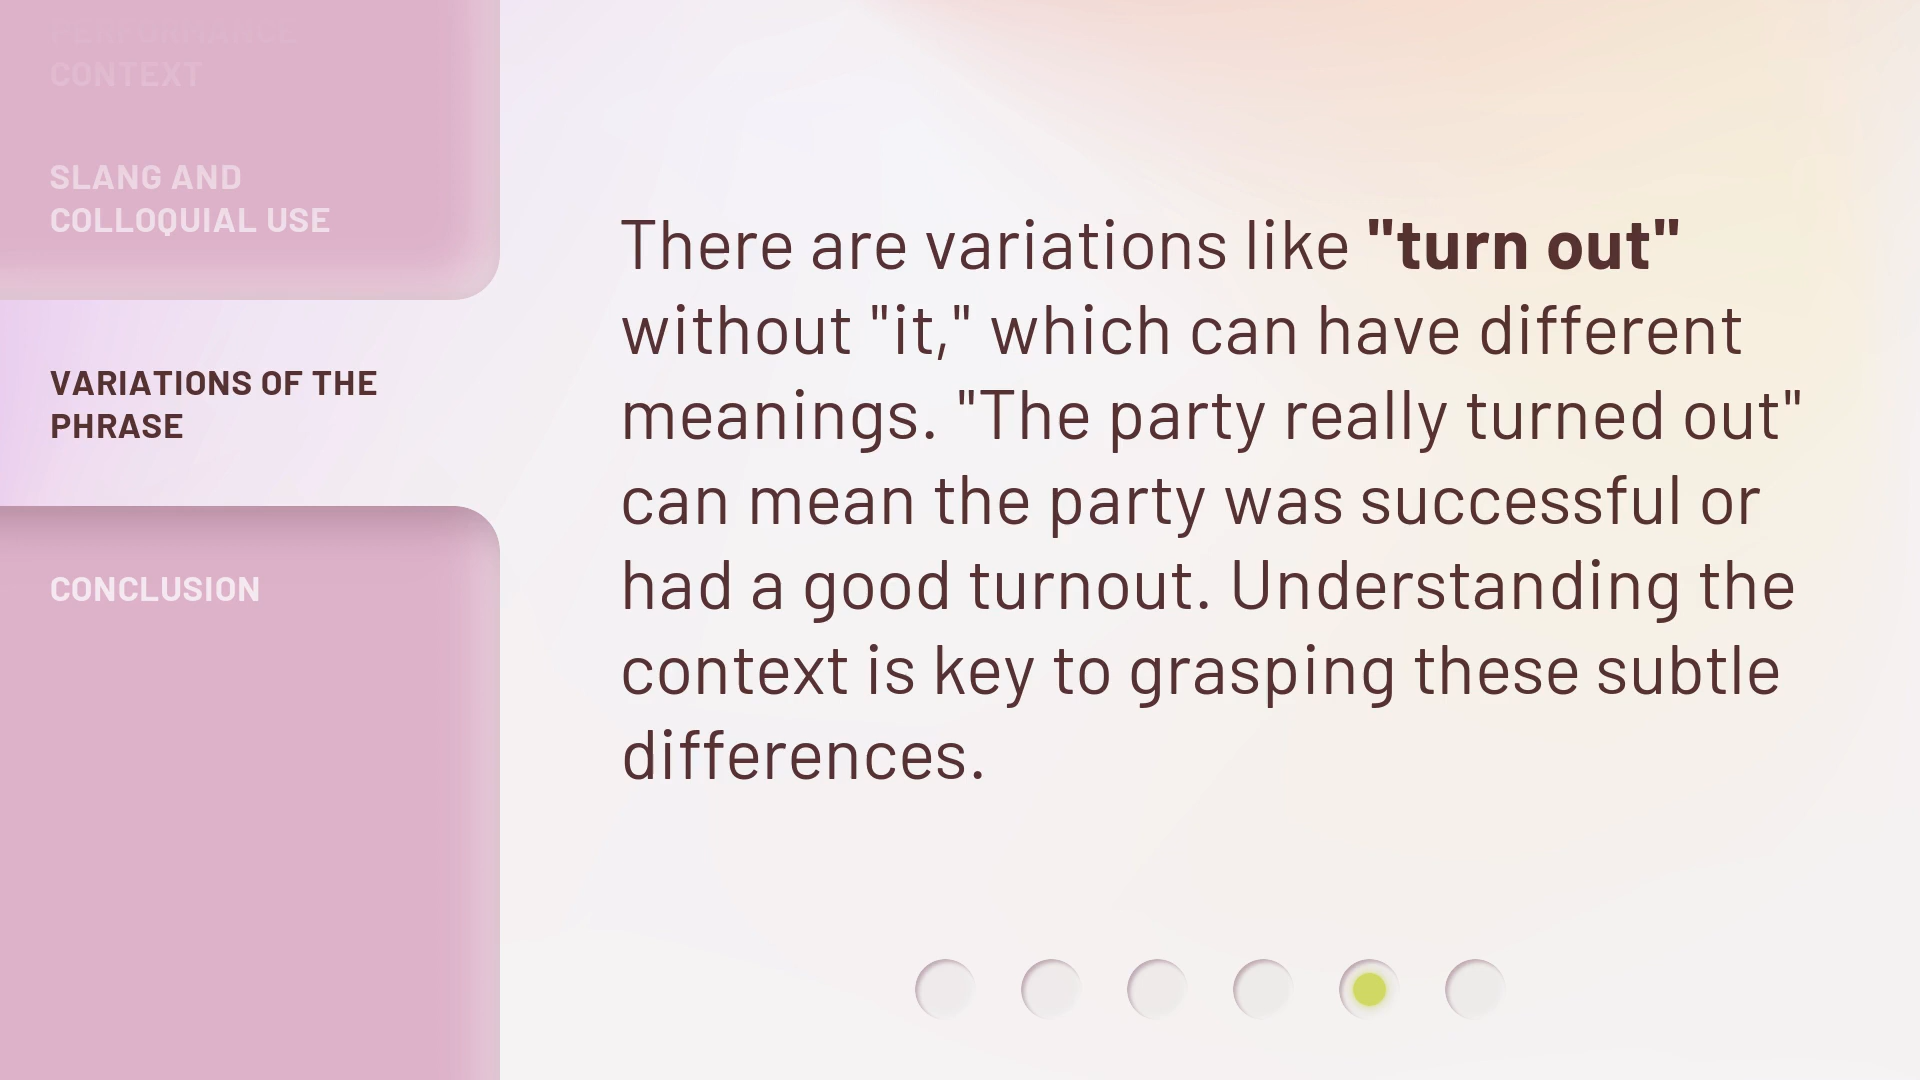 PERFORMANCE
CONTEXT
SLANG AND
COLLOQUIAL USE
VARIATIONS OF THE
PHRASE
CONCLUSION
There are variations like "turn out"
without "it," which can have different
meanings. "The party really turned out"
can mean the party was successful or
had a good turnout. Understanding the
context is key to grasping these subtle
differences.